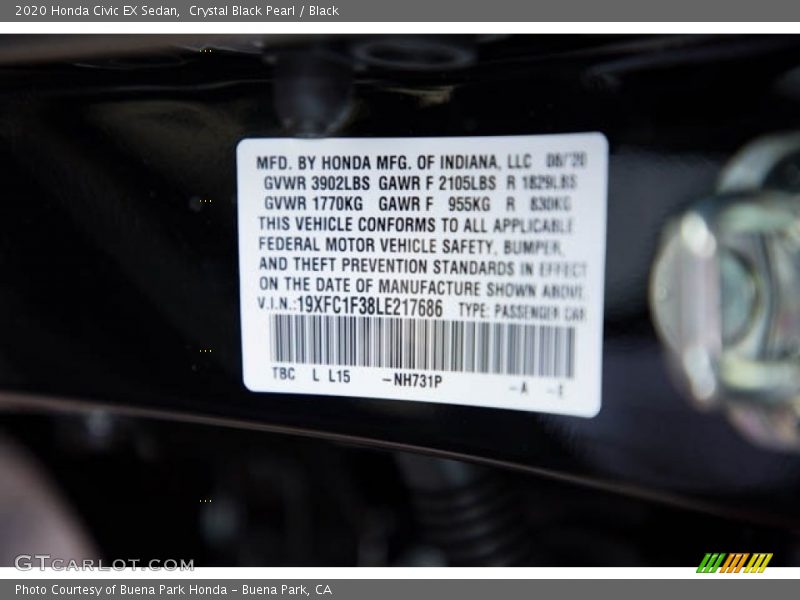 2020 Honda Civic EX Sedan,  Crystal Black Pearl / Black
MFD. BY HONDA MFG. OF INDIANA, LLC 08/'20
GVWR 3902LBS GAWR F 2105LBS R 1829LBS
GVWR 1770KG GAWR F 955KG R 830KG
THIS VEHICLE CONFORMS TO ALL APPLICABLE
FEDERAL MOTOR VEHICLE SAFETY, BUMPER,
AND THEFT PREVENTION STANDARDS IN EFFECT
ON THE DATE OF MANUFACTURE SHOWN ABOVE
V.I.N.:19XFC1F38LE217686 TYPE: PASSENGER CAR
TBC L L15 -NH731P -A
GTCARLOT.COM
Photo Courtesy of Buena Park Honda - Buena Park, CA